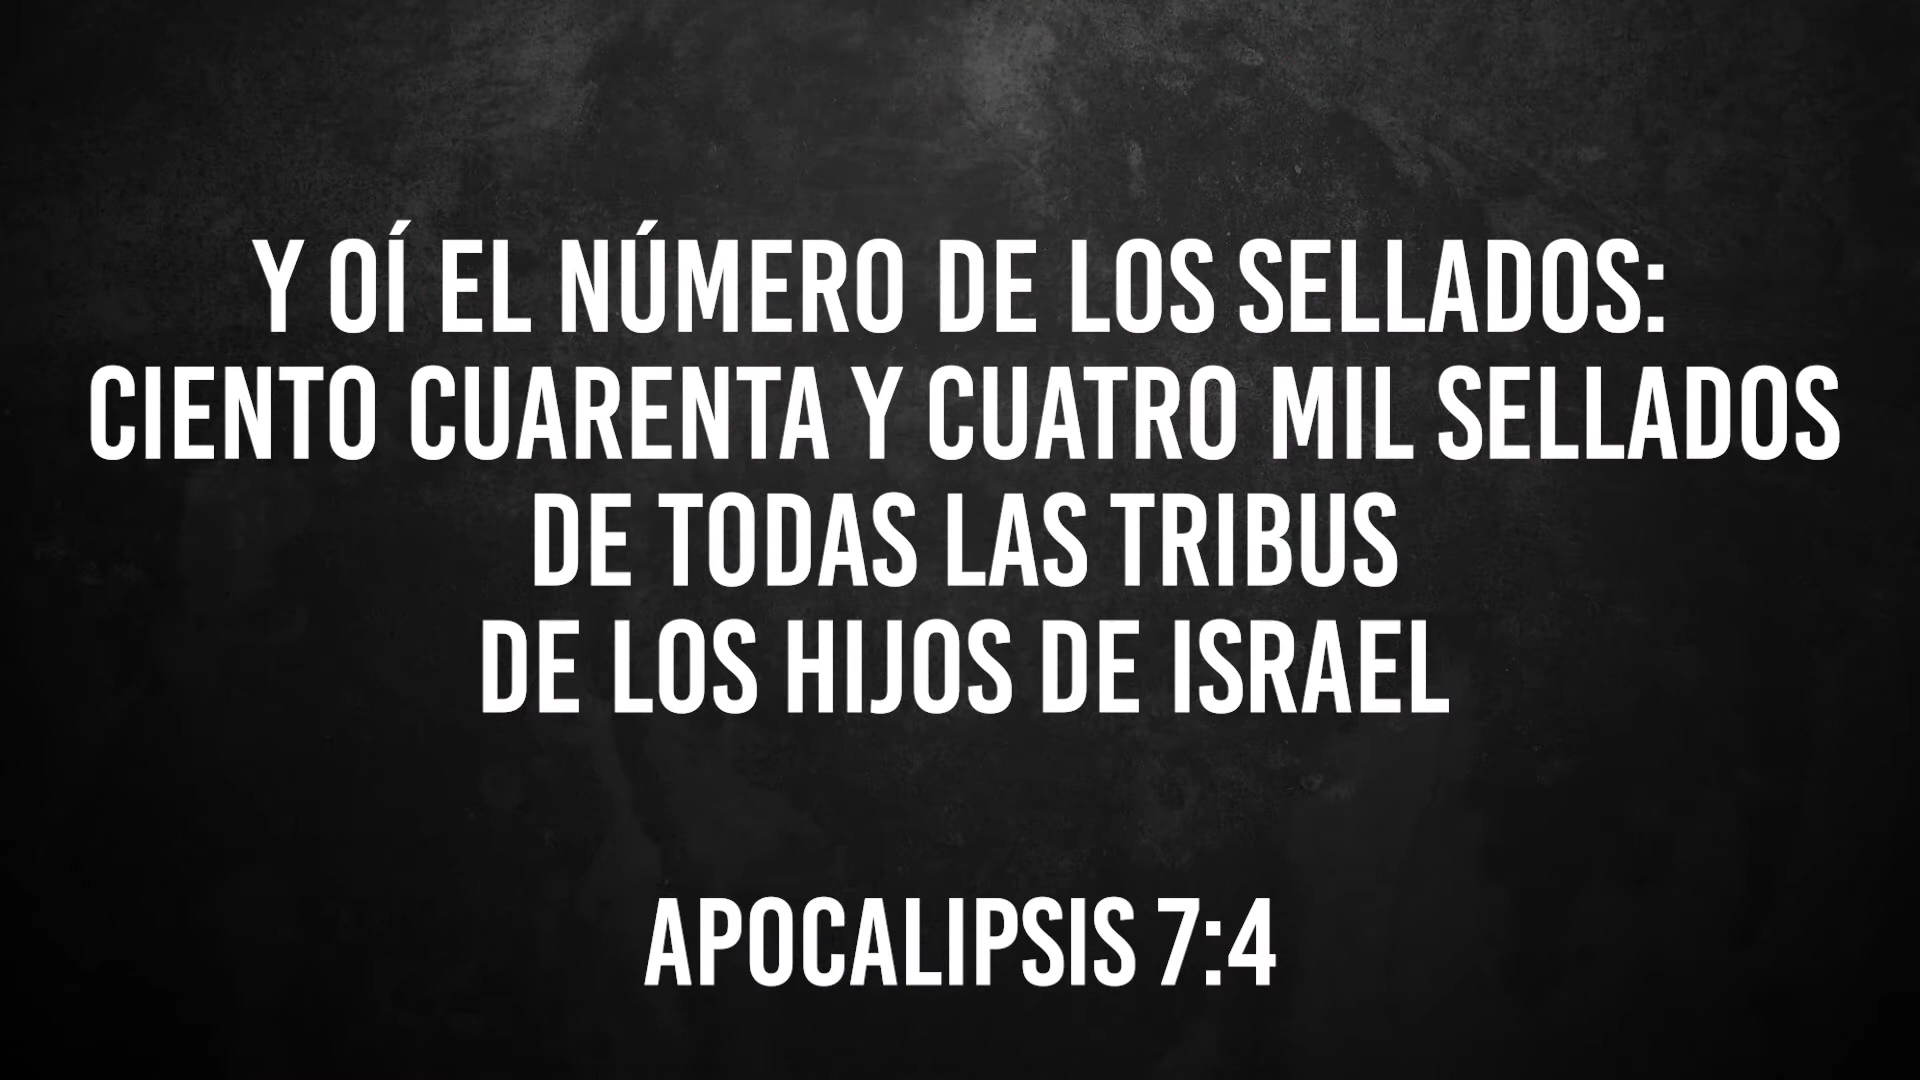 Y OÍ EL NÚMERO DE LOS SELLADOS:
CIENTO CUARENTA Y CUATRO MIL SELLADOS
DE TODAS LAS TRIBUS
DE LOS HIJOS DE ISRAEL
APOCALIPSIS 7:4